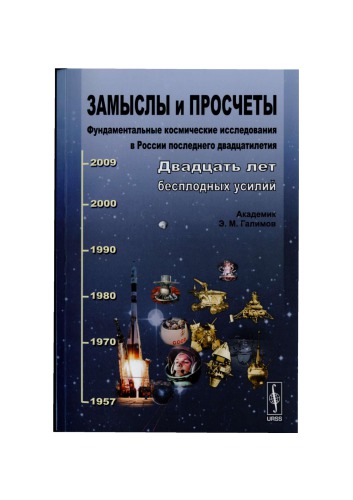 ЗАМЫСЛЫ и ПРОСЧЕТЫ
Фундаментальные космические исследования
в России последнего двадцатилетия
Двадцать лет
бесплодных усилий
Академик
Э. М. Галимов
2009
2000
1990
1980
1970
1957
URSS